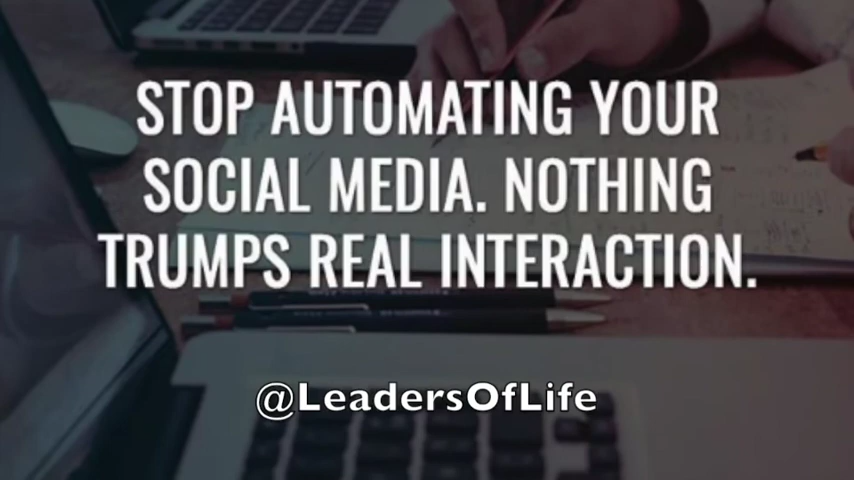 STOP AUTOMATING YOUR
SOCIAL MEDIA. NOTHING
TRUMPS REAL INTERACTION.
@LeadersOfLife